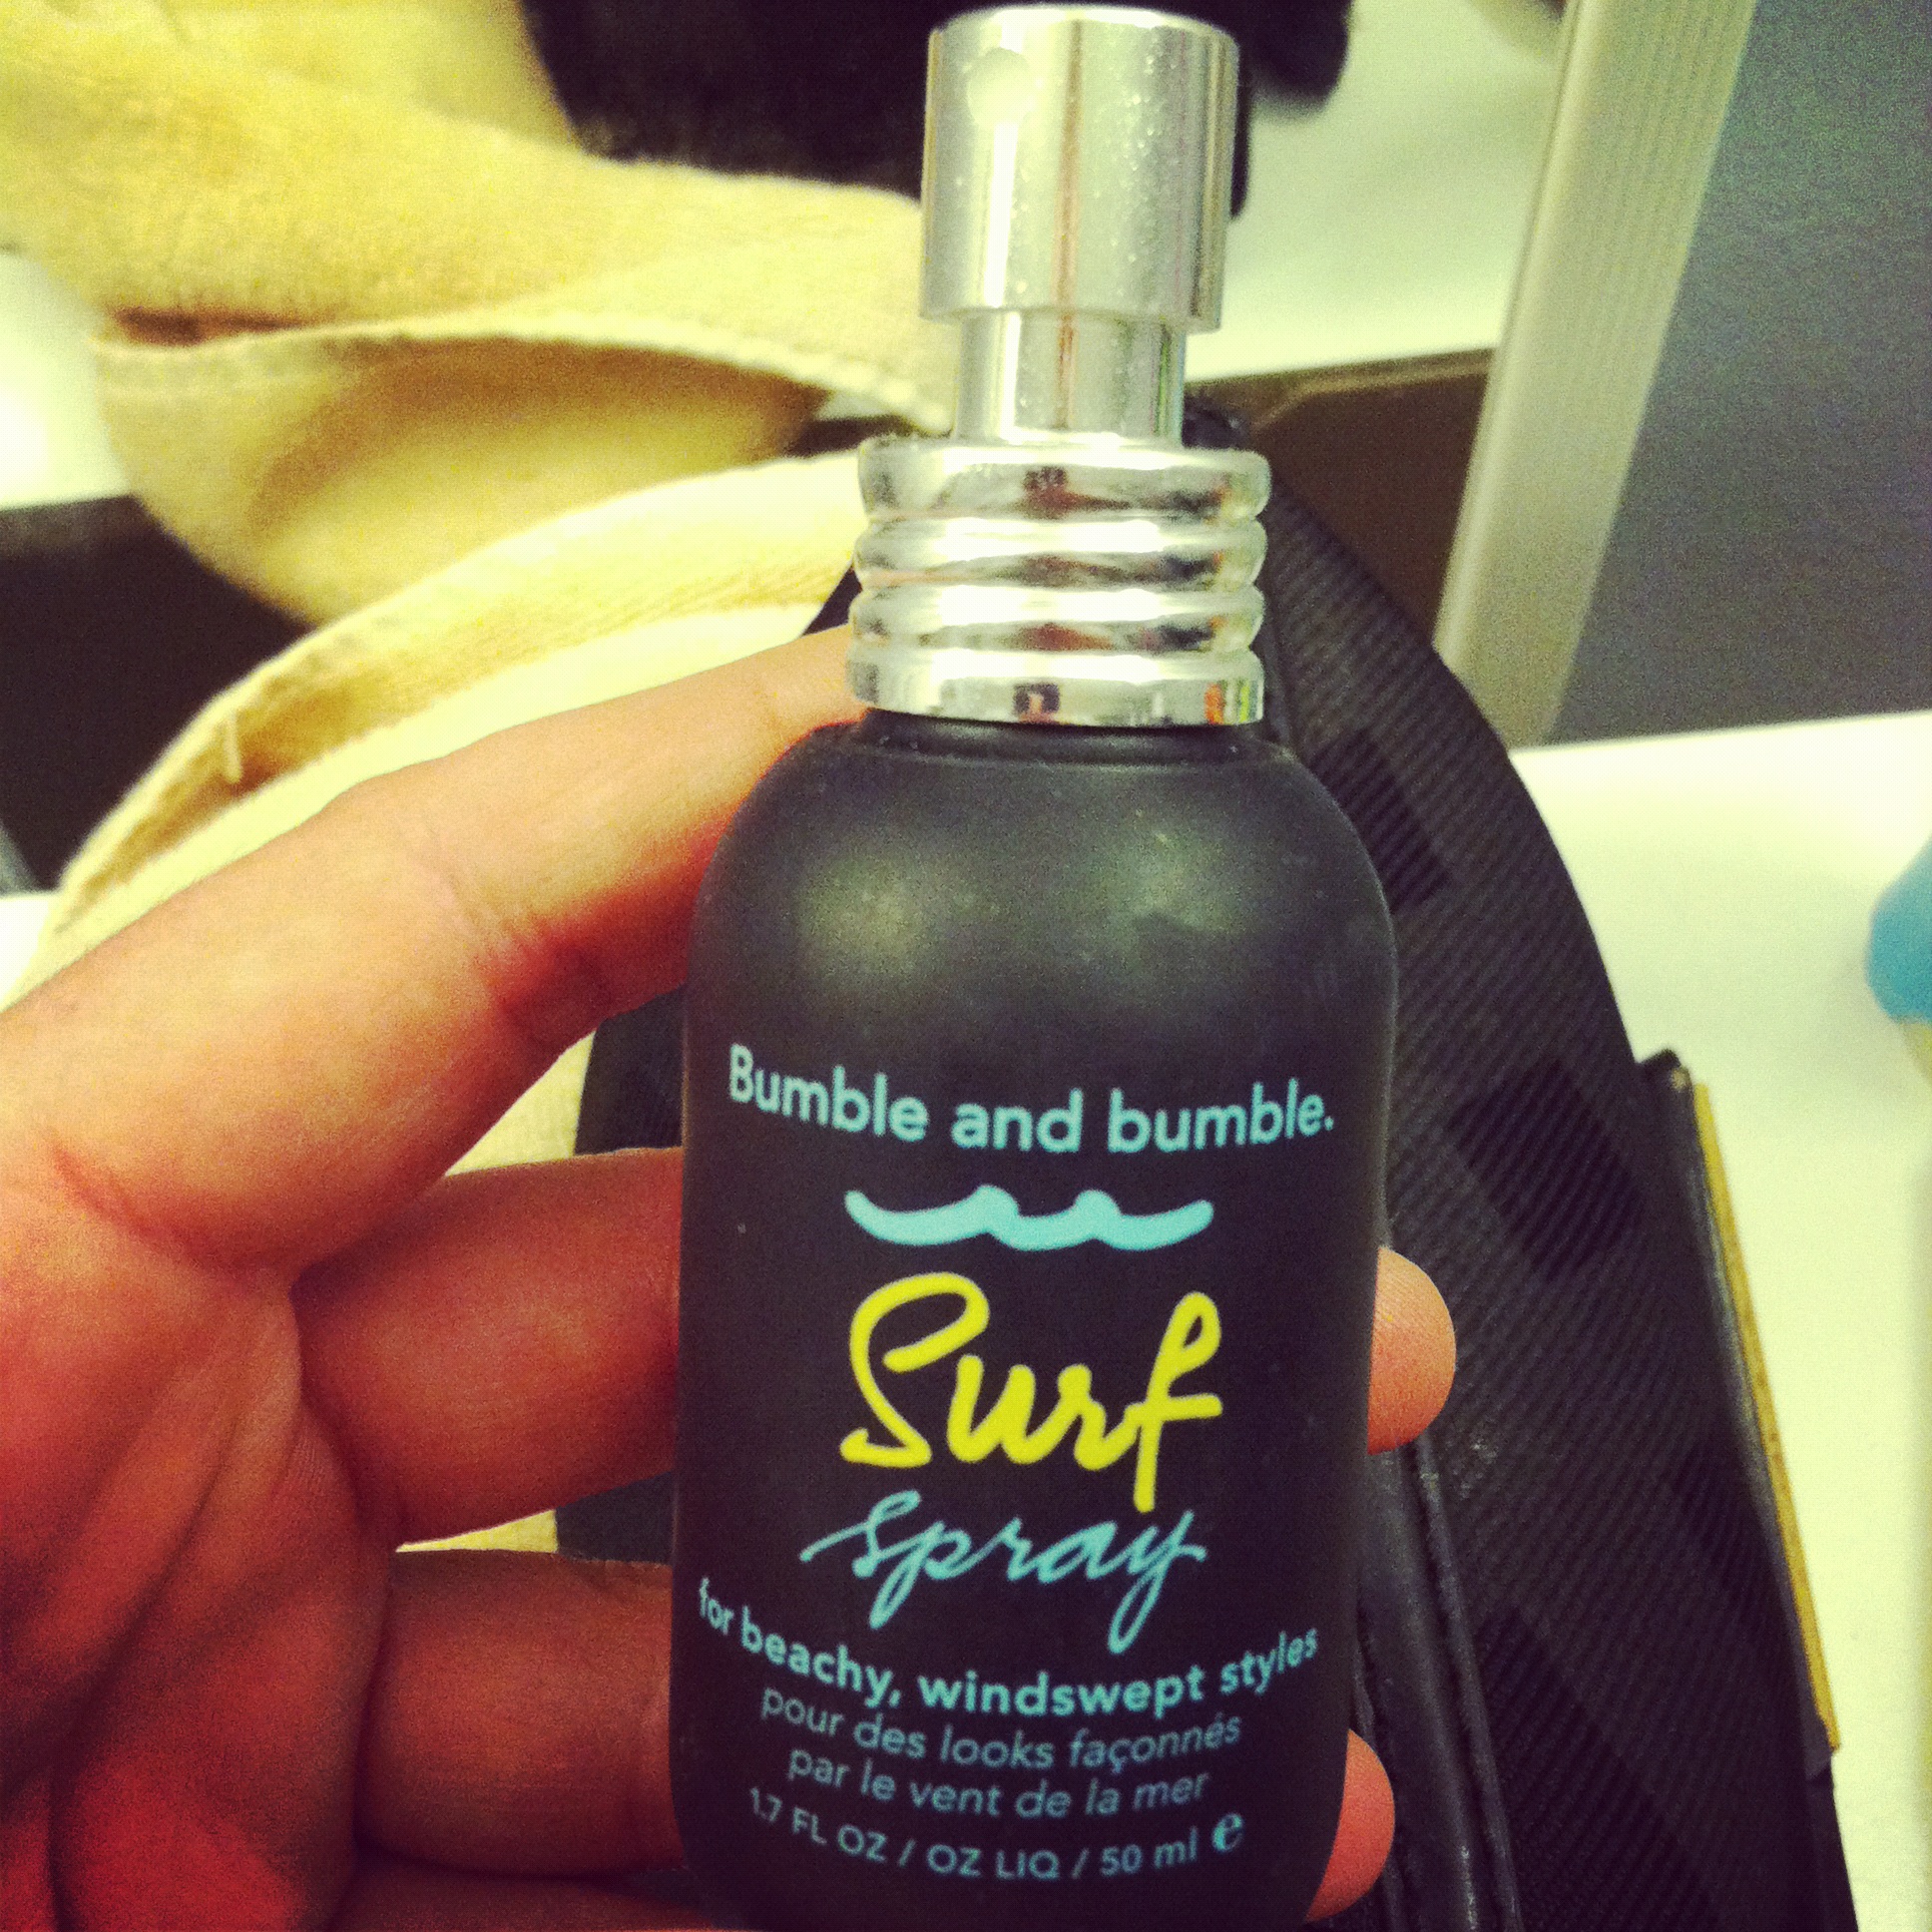 Bumble and bumble.
Surf
spray
for beachy, windswept styles
pour des looks façonnés
par le vent de la mer
1.7 FL OZ / OZ LIQ / 50 ml ℮